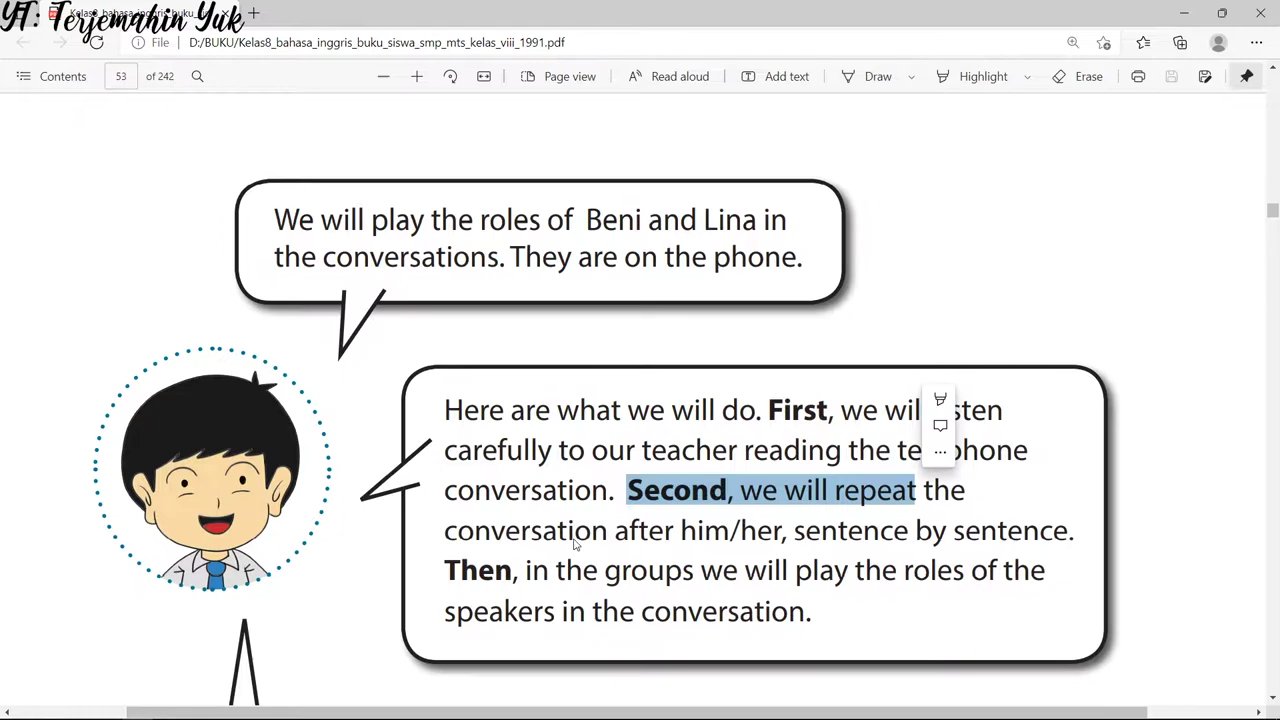 YT: Terjemahin Yuk
File D:/BUKU/Kelas8_bahasa_inggris_buku_siswa_smp_mts_kelas_viii_1991.pdf
Contents 53 of 242 Page view Read aloud Add text Draw Highlight Erase
We will play the roles of Beni and Lina in
the conversations. They are on the phone.
Here are what we will do. First, we will listen
carefully to our teacher reading the telephone
conversation. Second, we will repeat the
conversation after him/her, sentence by sentence.
Then, in the groups we will play the roles of the
speakers in the conversation.